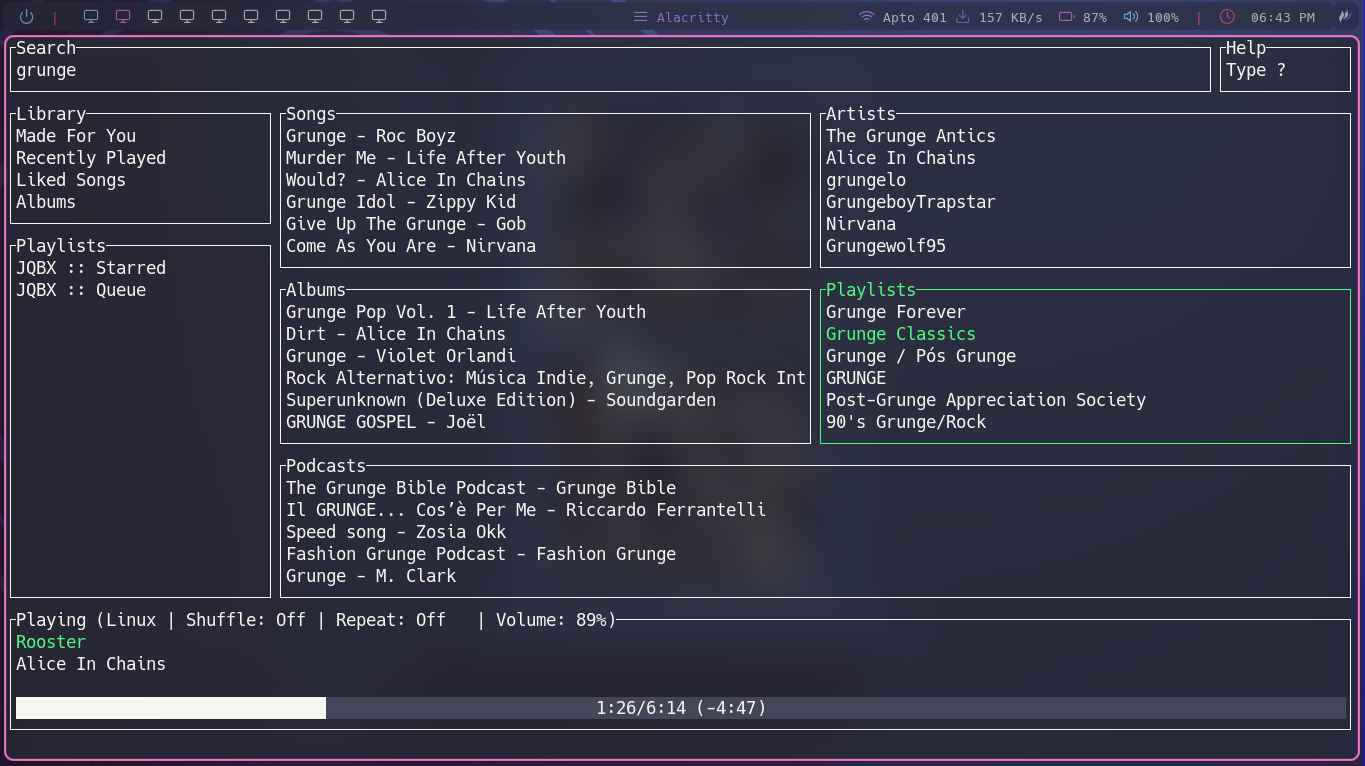 | Alacritty Apto 401 157 KB/s 87% 100% | 06:43 PM
Search
grunge
Help
Type ?
Library
Made For You
Recently Played
Liked Songs
Albums
Playlists
JQBX :: Starred
JQBX :: Queue
Songs
Grunge - Roc Boyz
Murder Me - Life After Youth
Would? - Alice In Chains
Grunge Idol - Zippy Kid
Give Up The Grunge - Gob
Come As You Are - Nirvana
Artists
The Grunge Antics
Alice In Chains
grungelo
GrungeboyTrapstar
Nirvana
Grungewolf95
Albums
Grunge Pop Vol. 1 - Life After Youth
Dirt - Alice In Chains
Grunge - Violet Orlandi
Rock Alternativo: Música Indie, Grunge, Pop Rock Int
Superunknown (Deluxe Edition) - Soundgarden
GRUNGE GOSPEL - Joël
Playlists
Grunge Forever
Grunge Classics
Grunge / Pós Grunge
GRUNGE
Post-Grunge Appreciation Society
90's Grunge/Rock
Podcasts
The Grunge Bible Podcast - Grunge Bible
Il GRUNGE... Cos’è Per Me - Riccardo Ferrantelli
Speed song - Zosia Okk
Fashion Grunge Podcast - Fashion Grunge
Grunge - M. Clark
Playing (Linux | Shuffle: Off | Repeat: Off | Volume: 89%)
Rooster
Alice In Chains
1:26/6:14 (-4:47)